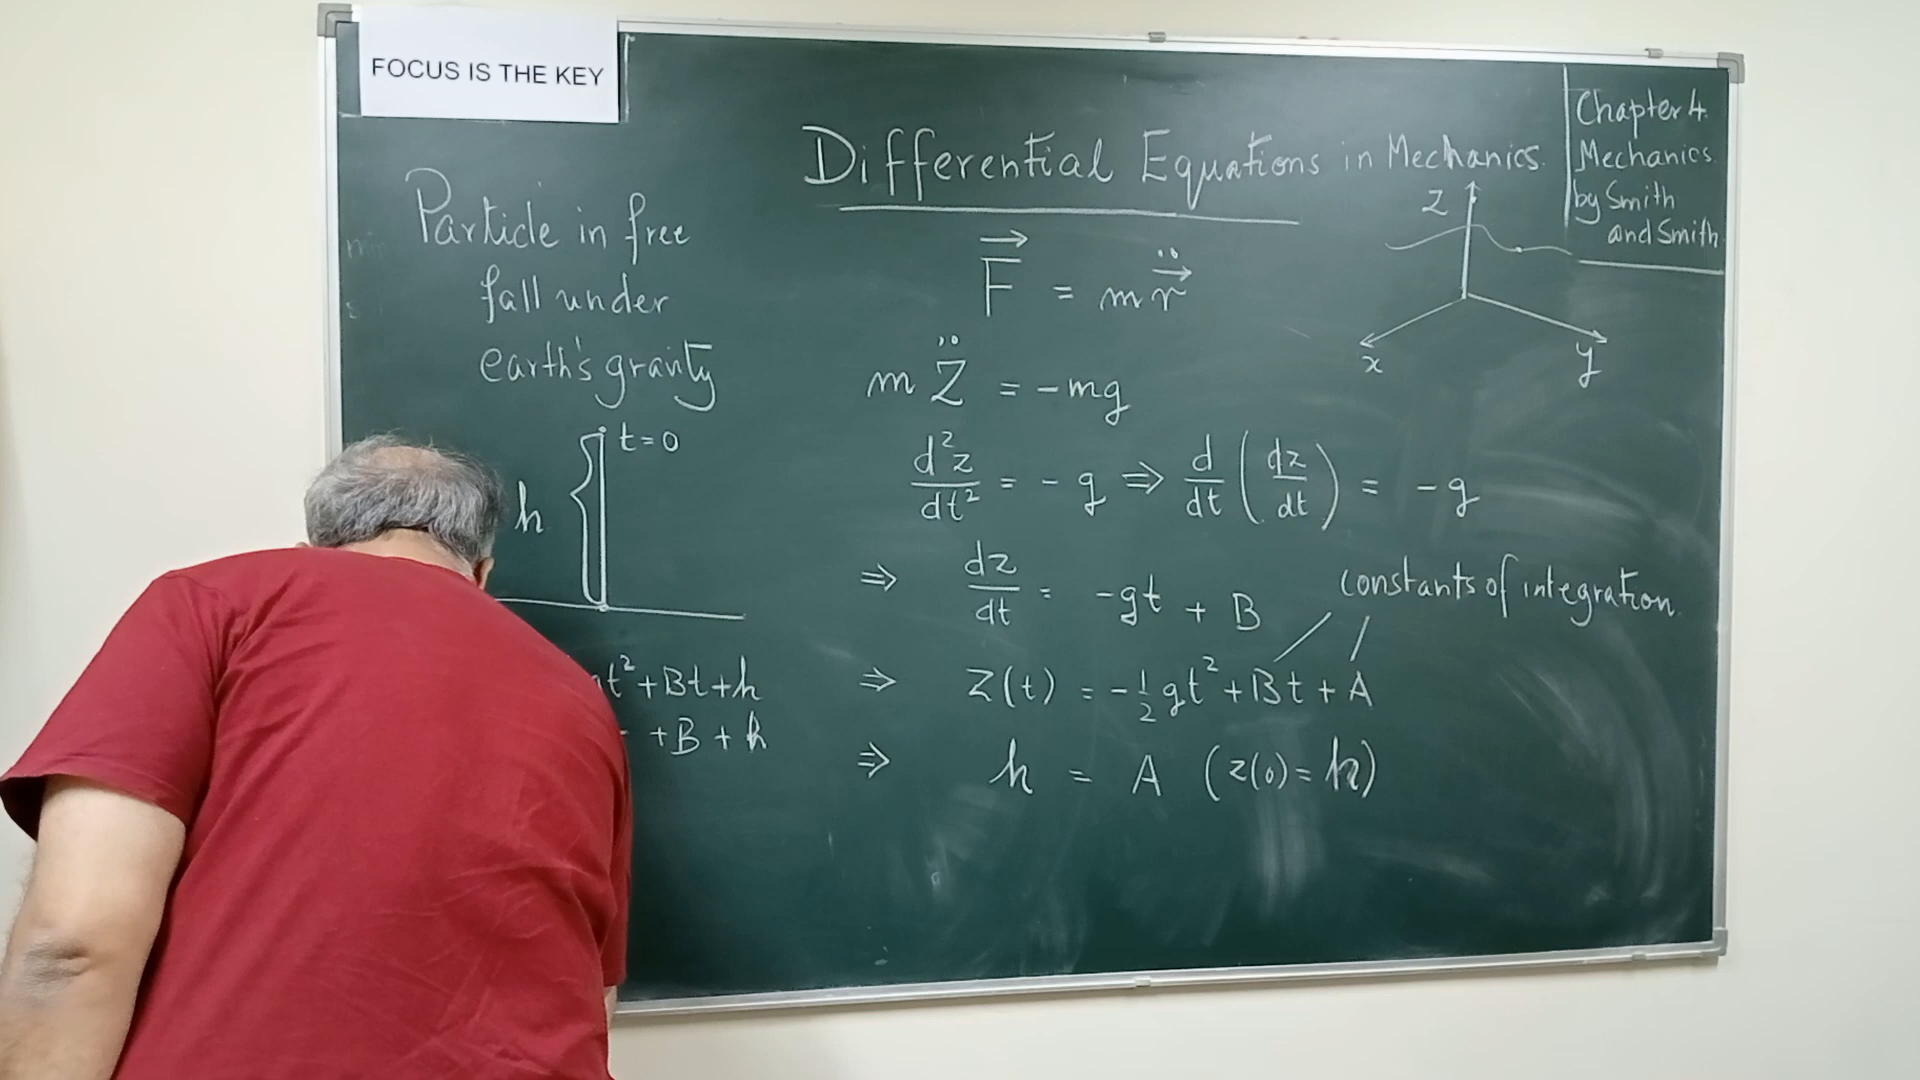 FOCUS IS THE KEY
Differential Equations in Mechanics.
Chapter 4.
Mechanics
by Smith
and Smith
Particle in free
fall under
earth's gravity
t=0
h
t²+Bt+h
+B+h
F⃗ = m r̈⃗
m Z̈ = -mg
d²z/dt² = -g ⇒ d/dt (dz/dt) = -g
⇒ dz/dt = -gt + B
constants of integration.
⇒ Z(t) = -½gt²+Bt+A
⇒ h = A (z(0)=h)
Z
x
y